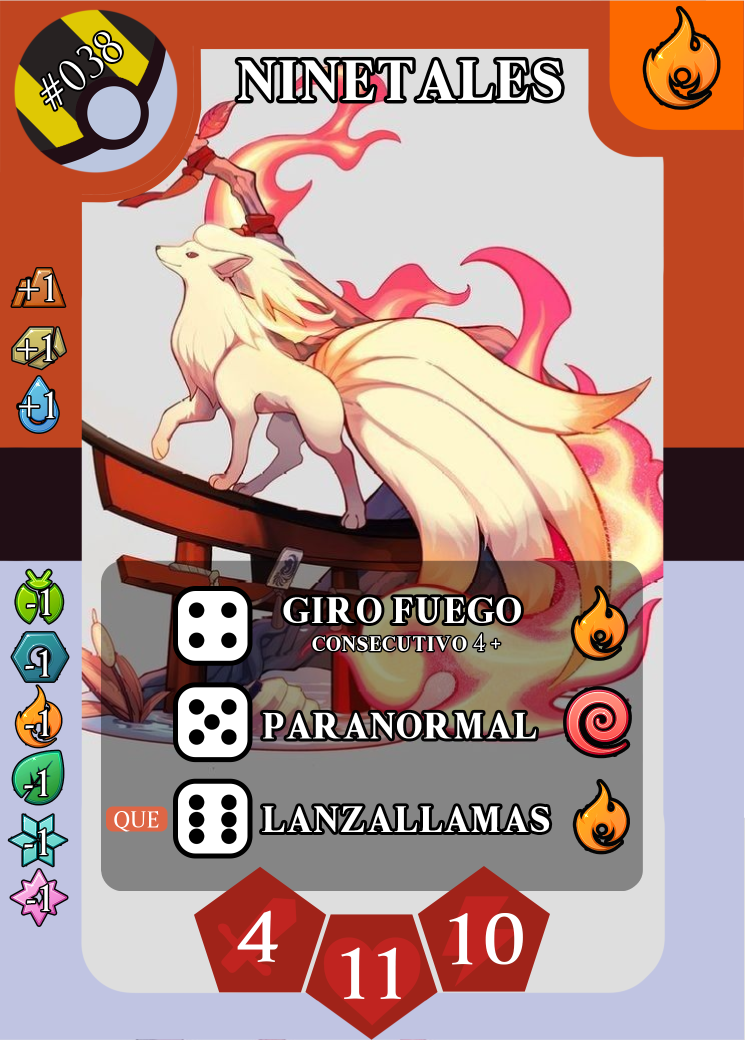 #038
NINETALES
+1
+1
+1
-1
-1
-1
-1
-1
-1
GIRO FUEGO
CONSECUTIVO 4+
PARANORMAL
QUE
LANZALLAMAS
4
11
10